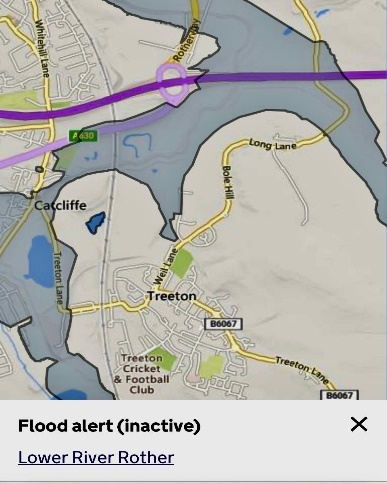 Whitehill Lane
Rotherway
A630
Long Lane
Bole Hill
Catcliffe
Treeton Lane
Well Lane
Treeton
B6067
Treeton
Cricket
& Football
Club
Treeton Lane
B6067
Flood alert (inactive)
Lower River Rother